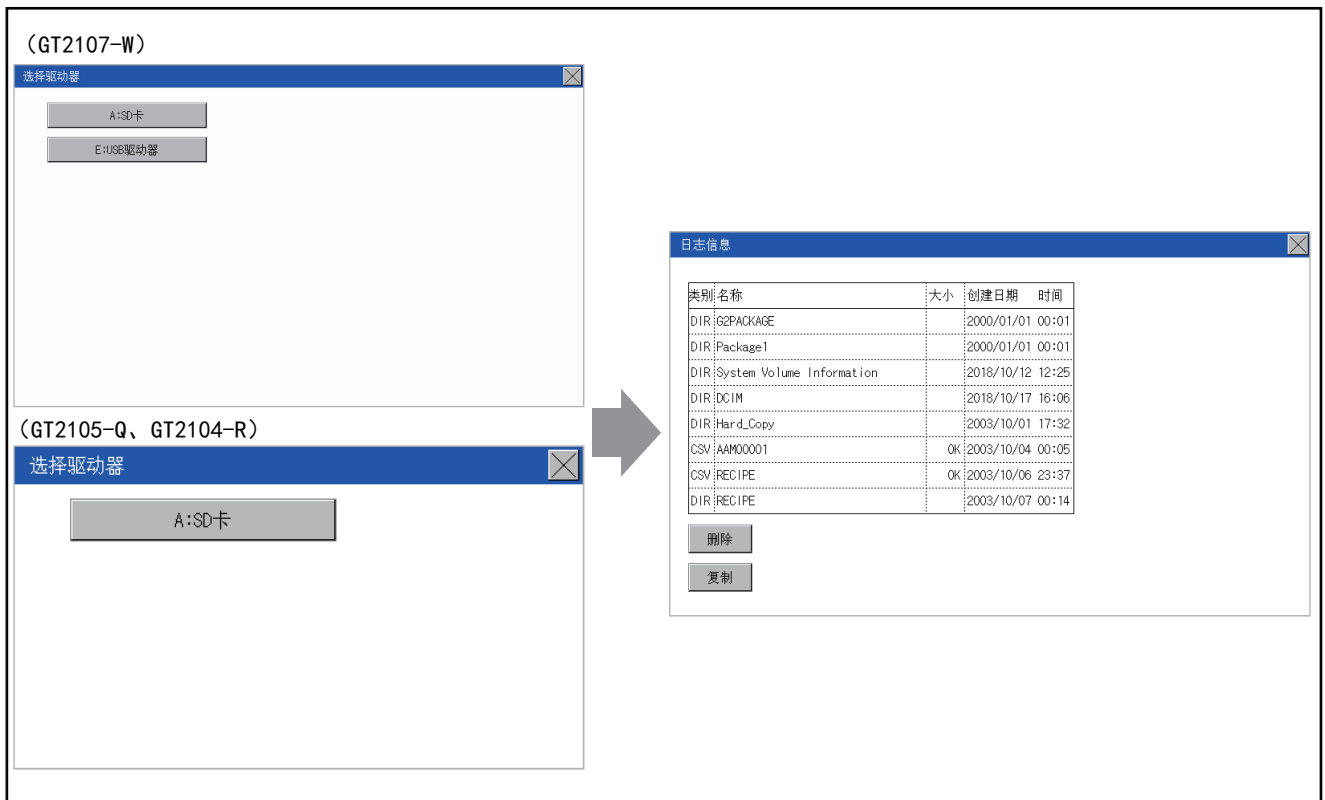 （GT2107-W）
选择驱动器
A:SD卡
E:USB驱动器
（GT2105-Q、GT2104-R）
选择驱动器
A:SD卡
日志信息
类别 名称 大小 创建日期 时间
DIR G2PACKAGE 2000/01/01 00:01
DIR Package1 2000/01/01 00:01
DIR System Volume Information 2018/10/12 12:25
DIR DCIM 2018/10/17 16:06
DIR Hard_Copy 2003/10/01 17:32
CSV AAM00001 0K 2003/10/04 00:05
CSV RECIPE 0K 2003/10/06 23:37
DIR RECIPE 2003/10/07 00:14
删除
复制